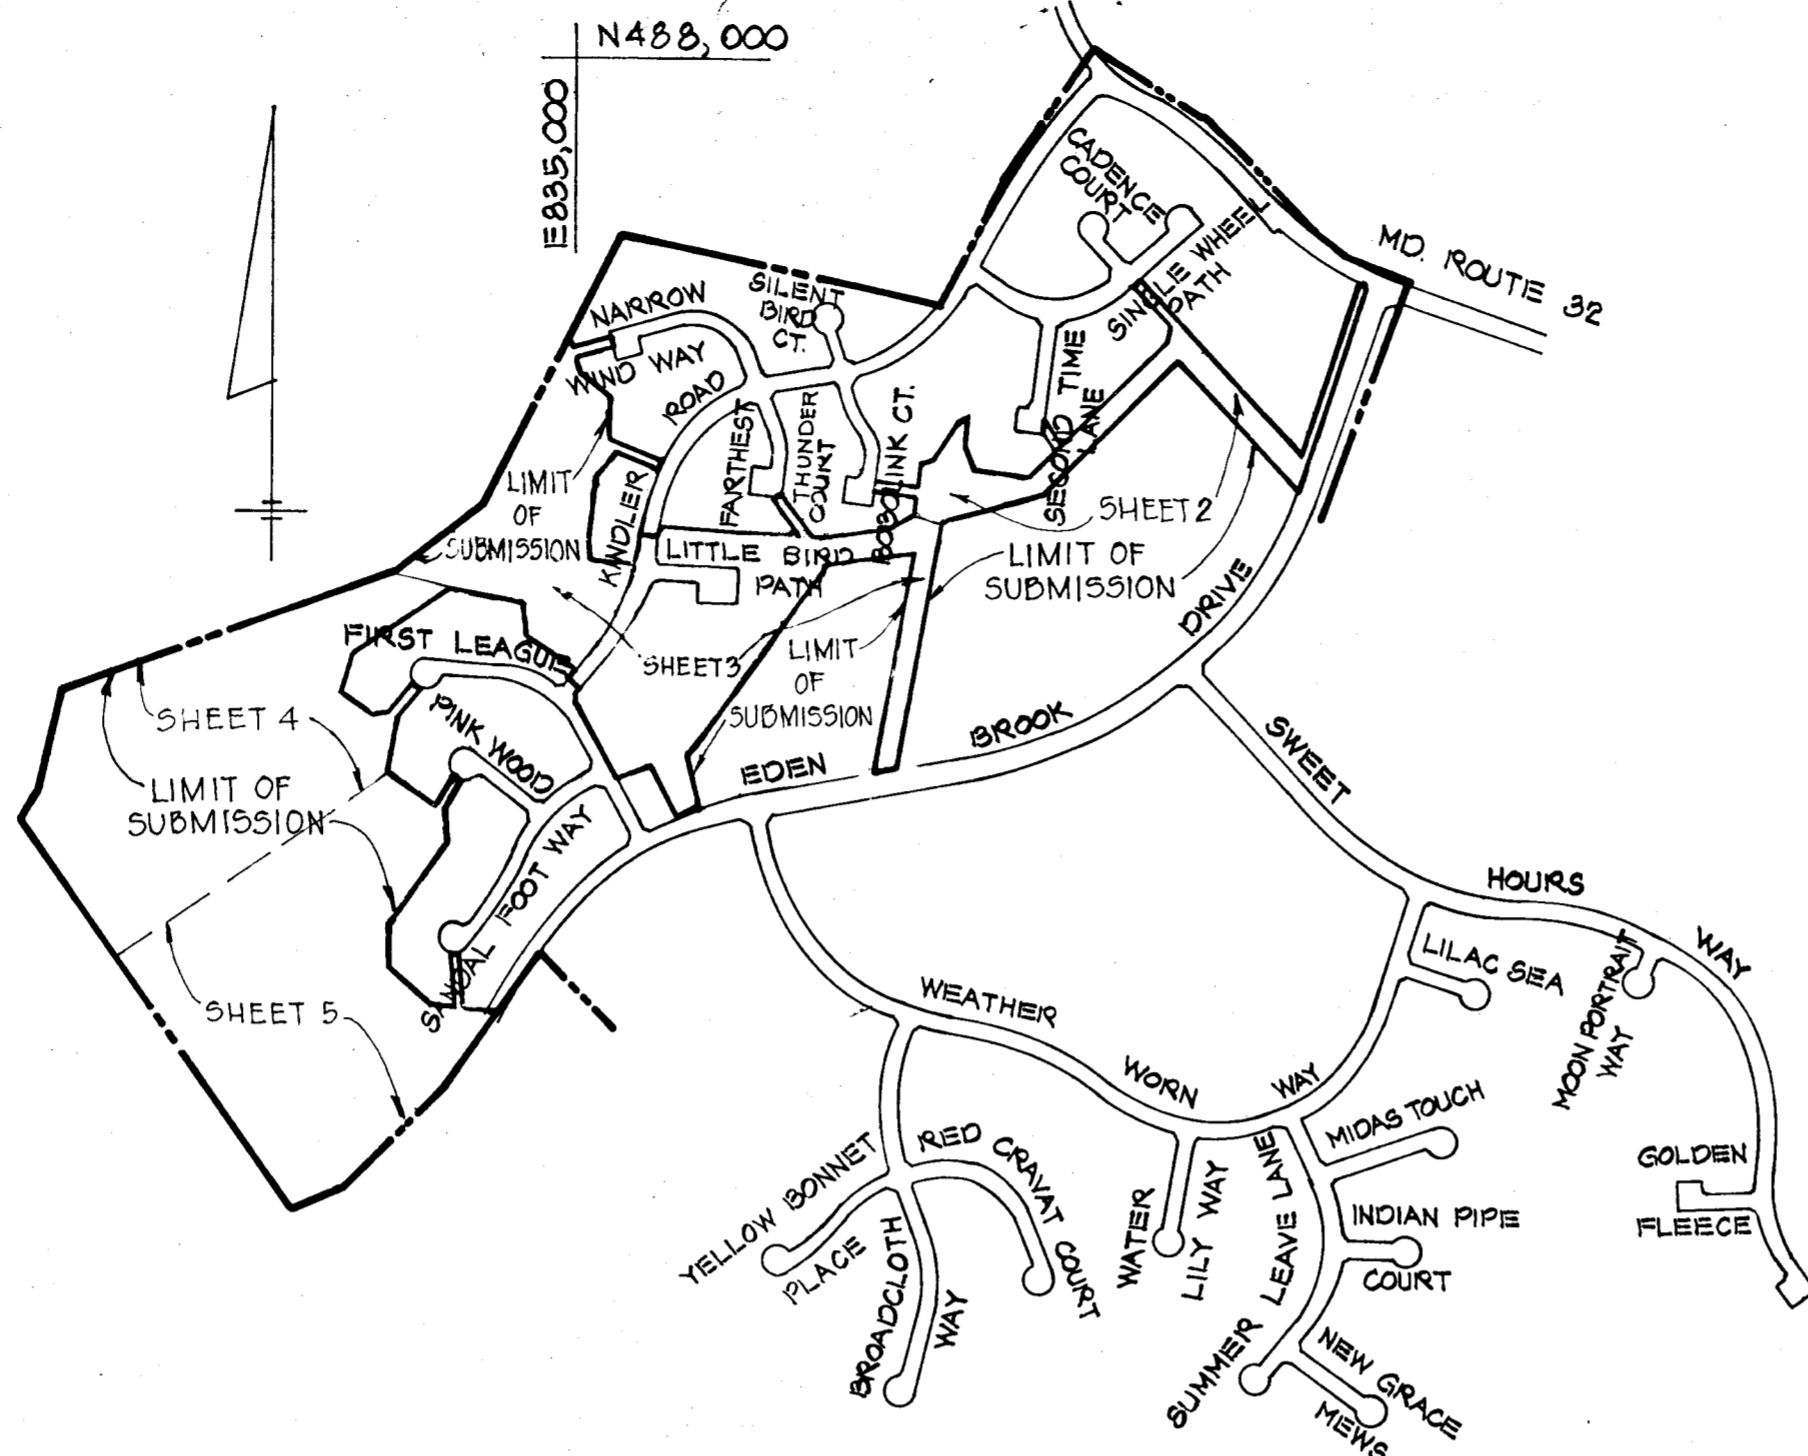 N488,000
E835,000
CADENCE
COURT
SINGLE WHEEL
PATH
MD. ROUTE 32
SILENT
BIRD
CT.
NARROW
WIND WAY
KINDLER ROAD
FARTHEST
THUNDER
COURT
BOBOLINK CT.
SECOND TIME
LANE
LIMIT
OF
SUBMISSION
SHEET 2
LIMIT OF
SUBMISSION
LITTLE BIRD
PATH
FIRST LEAGUE
SHEET 3
LIMIT
OF
SUBMISSION
DRIVE
BROOK
EDEN
SHEET 4
PINK WOOD
LIMIT OF
SUBMISSION
SANDAL FOOT WAY
SHEET 5
SWEET
HOURS
WAY
LILAC SEA
MOON PORTRAIT
WAY
WEATHER
WORN
WAY
MIDAS TOUCH
GOLDEN
FLEECE
INDIAN PIPE
COURT
YELLOW BONNET
PLACE
RED CRAVAT COURT
BROADCLOTH
WAY
WATER
LILY WAY
SUMMER LEAVE LANE
NEW GRACE
MEWS